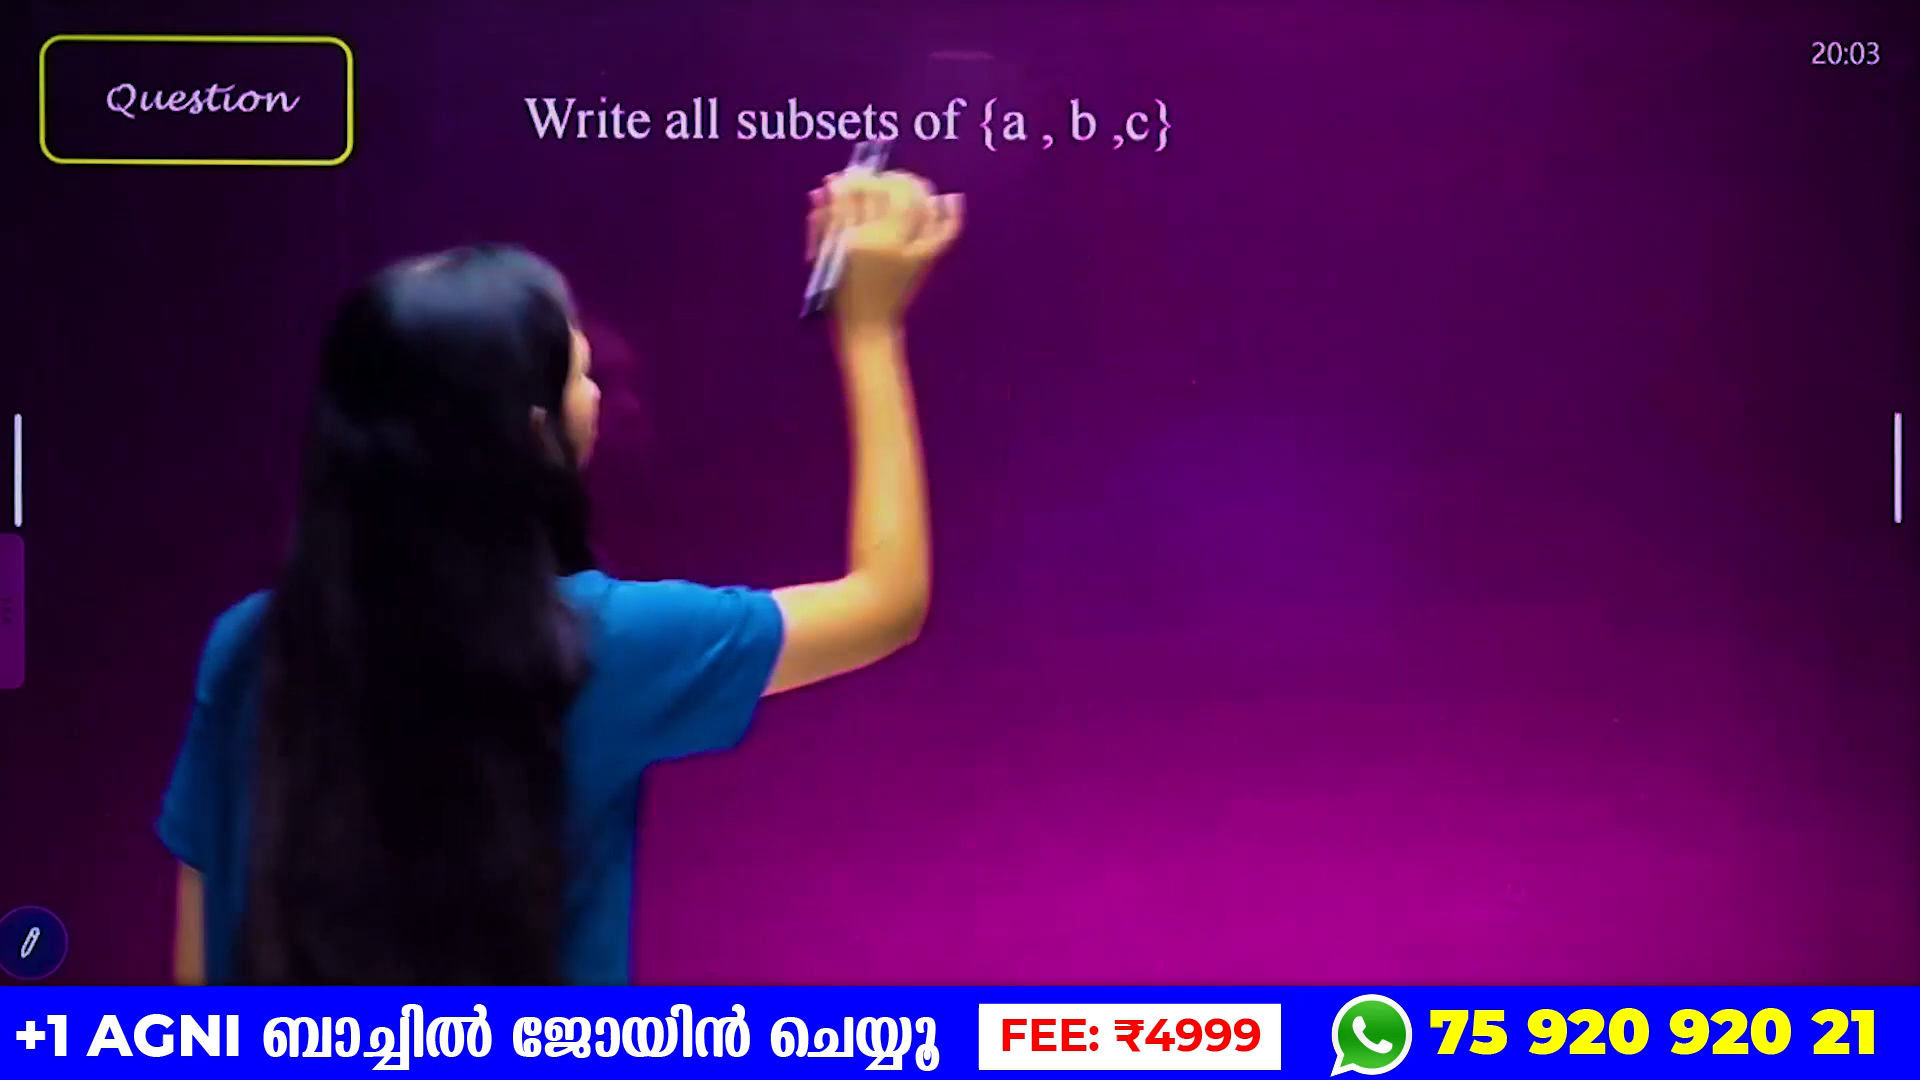 Question
Write all subsets of {a , b ,c}
20:03
+1 AGNI ബാച്ചിൽ ജോയിൻ ചെയ്യൂ
FEE: ₹4999
75 920 920 21